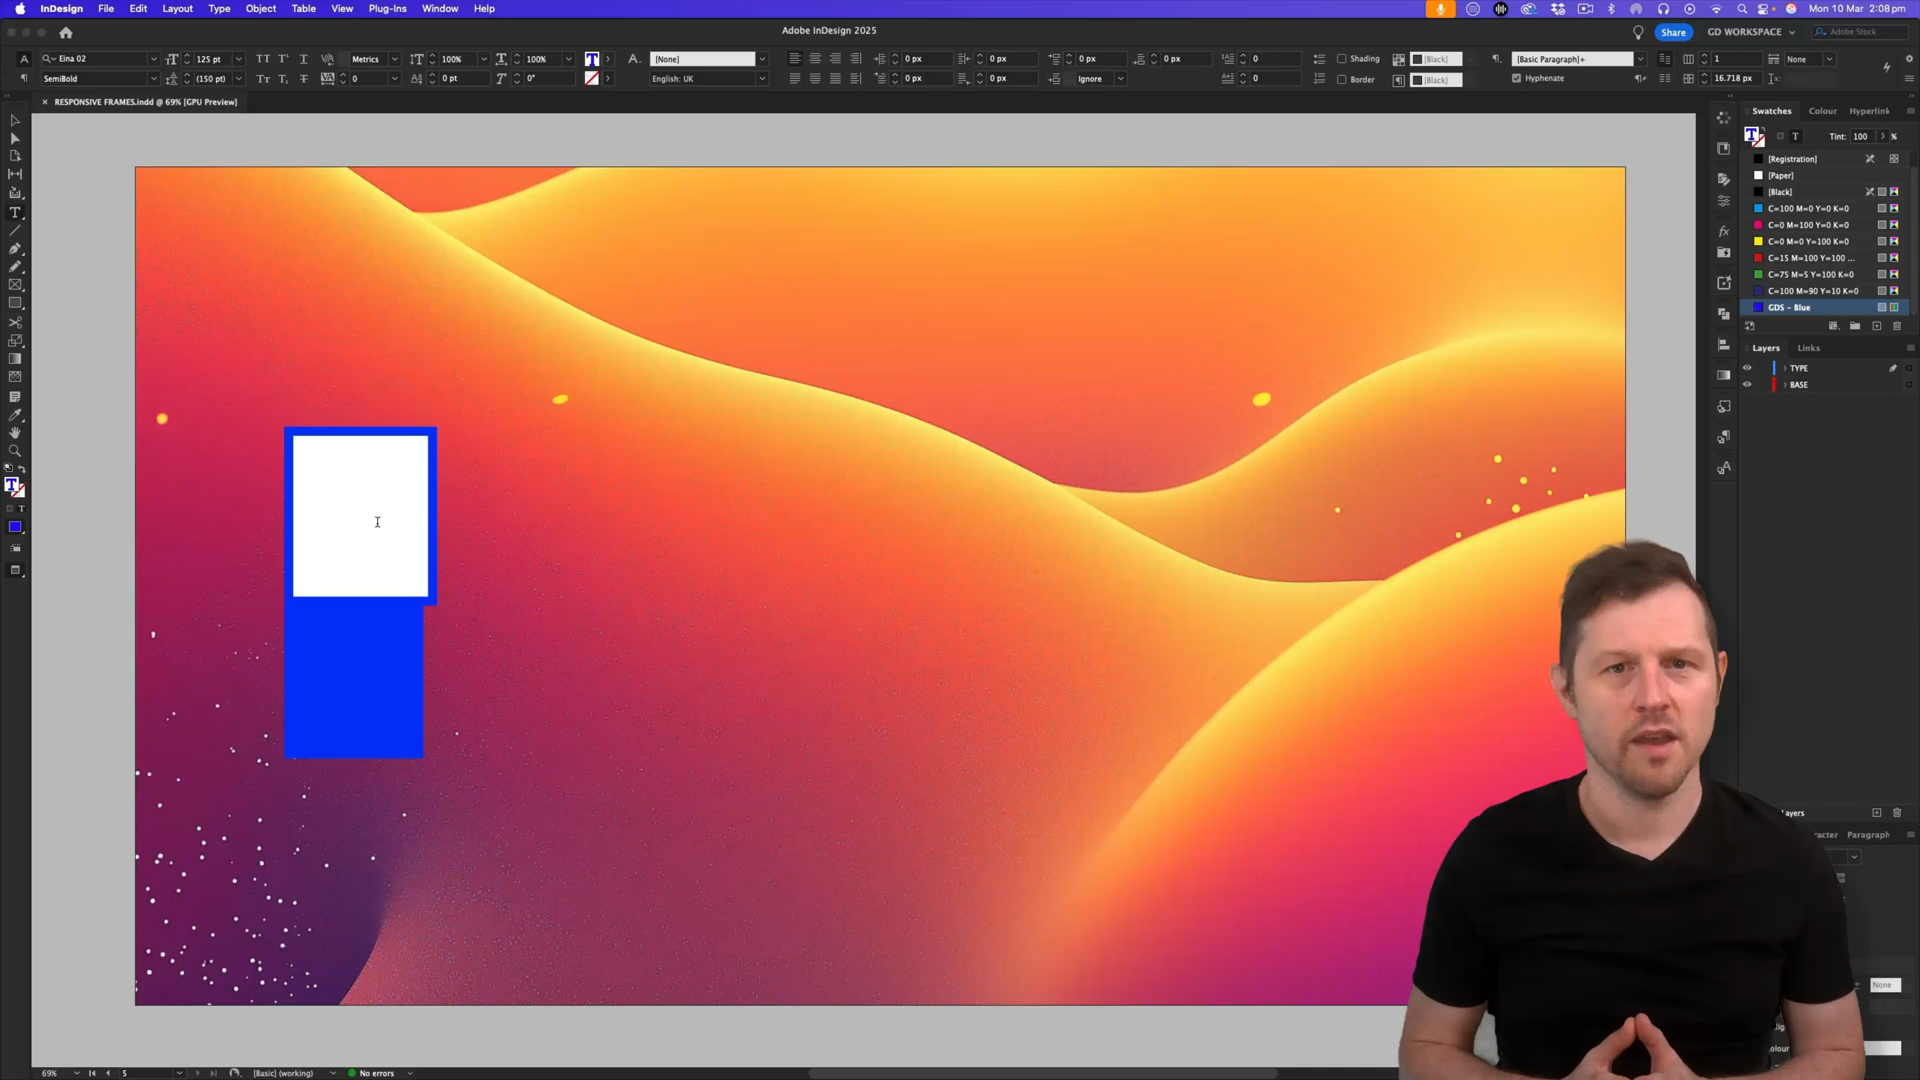 InDesign File Edit Layout Type Object Table View Plug-Ins Window Help Mon 10 Mar 2:08 pm
Adobe InDesign 2025 Share GD WORKSPACE Adobe Stock
Eina 02 125 pt Metrics 100% 100% [None] 0 px 0 px 0 px 0 px 0 Shading [Black] [Basic Paragraph]+ 1 None
SemiBold (150 pt) 0 0 pt 0° English: UK 0 px 0 px Ignore 0 Border [Black] Hyphenate 16.718 px
RESPONSIVE FRAMES.indd @ 69% [GPU Preview]
Swatches Colour Hyperlink
Tint: 100 %
[Registration]
[Paper]
[Black]
C=100 M=0 Y=0 K=0
C=0 M=100 Y=0 K=0
C=0 M=0 Y=100 K=0
C=15 M=100 Y=100 ...
C=75 M=5 Y=100 K=0
C=100 M=90 Y=10 K=0
GDS - Blue
Layers Links
TYPE
BASE
ayers
Paragraph
None
69% 5 [Basic] (working) No errors